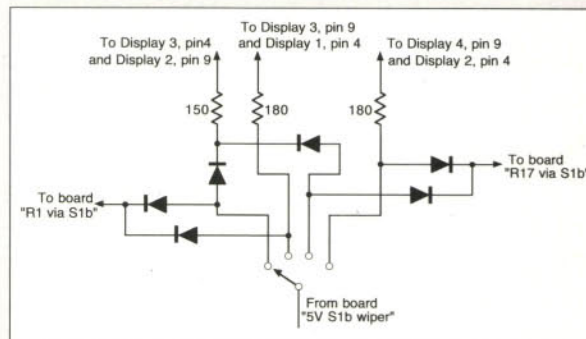 To Display 3, pin4
and Display 2, pin 9
To Display 3, pin 9
and Display 1, pin 4
To Display 4, pin 9
and Display 2, pin 4
150
180
180
To board
"R1 via S1b"
To board
"R17 via S1b"
From board
"5V S1b wiper"